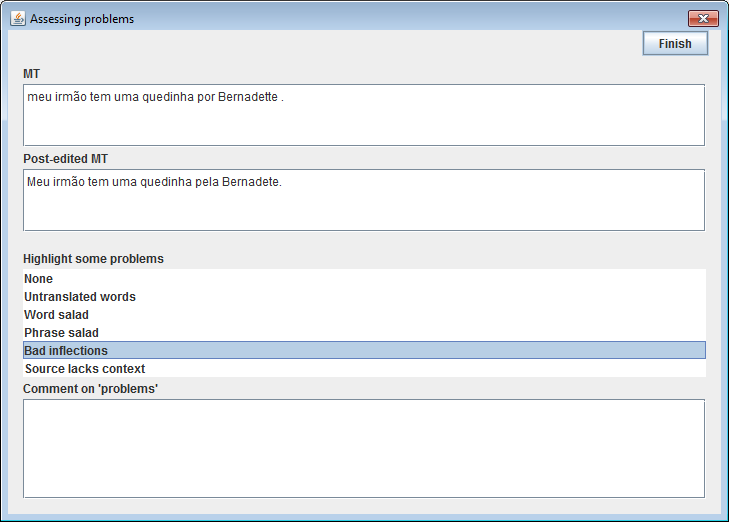 Assessing problems
Finish
MT
meu irmão tem uma quedinha por Bernadette .
Post-edited MT
Meu irmão tem uma quedinha pela Bernadete.
Highlight some problems
None
Untranslated words
Word salad
Phrase salad
Bad inflections
Source lacks context
Comment on 'problems'